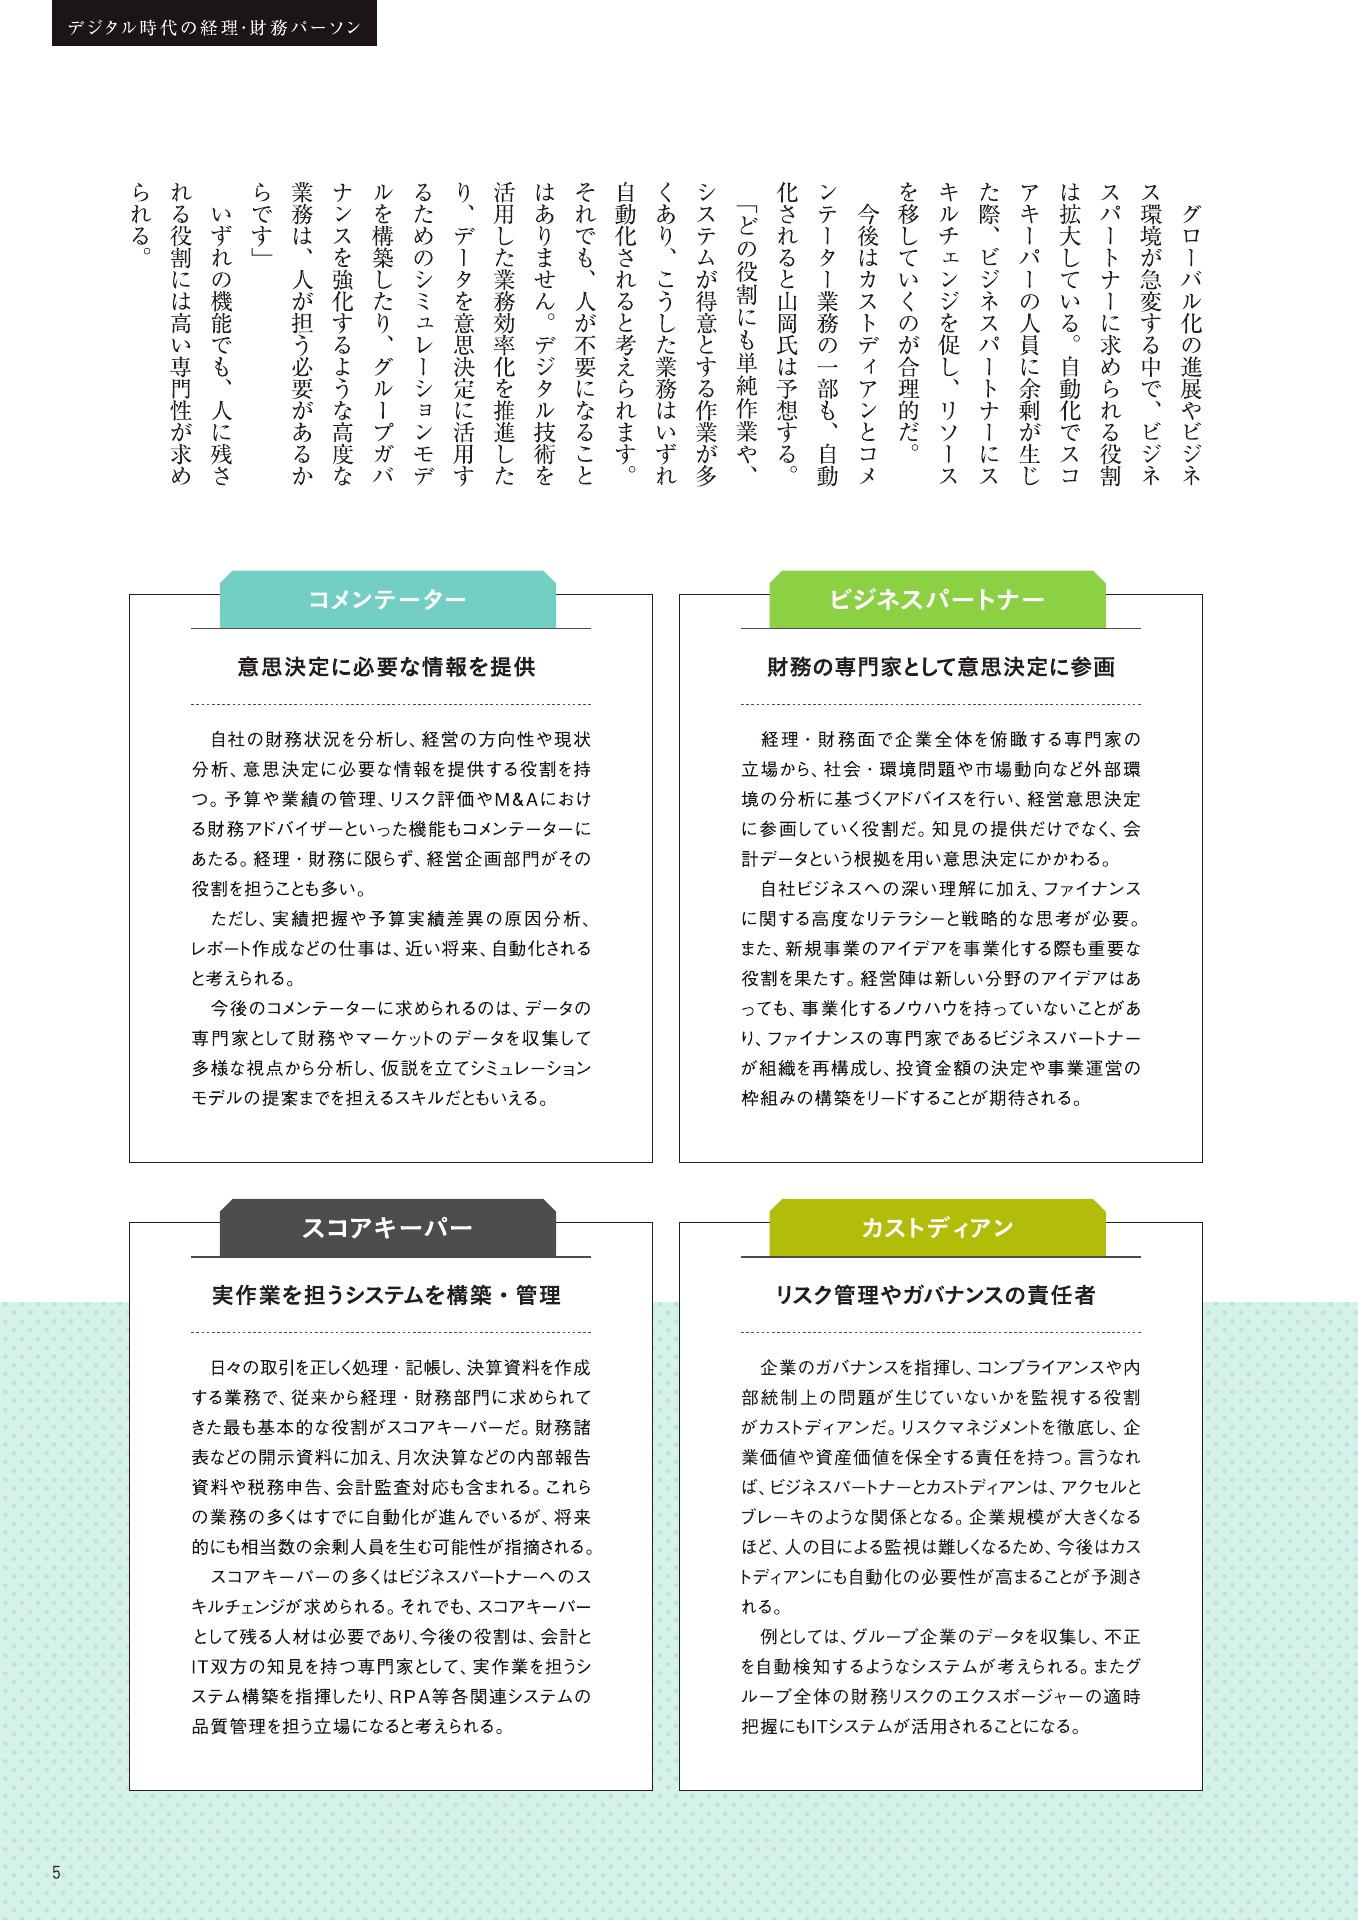 デジタル時代の経理・財務パーソン
グローバル化の進展やビジネ
ス環境が急変する中で、ビジネ
スパートナーに求められる役割
は拡大している。自動化でスコ
アキーパーの人員に余剰が生じ
た際、ビジネスパートナーにス
キルチェンジを促し、リソース
を移していくのが合理的だ。
今後はカストディアンとコメ
ンテーター業務の一部も、自動
化されると山岡氏は予想する。
「どの役割にも単純作業や、
システムが得意とする作業が多
くあり、こうした業務はいずれ
自動化されると考えられます。
それでも、人が不要になること
はありません。デジタル技術を
活用した業務効率化を推進した
り、データを意思決定に活用す
るためのシミュレーションモデ
ルを構築したり、グループガバ
ナンスを強化するような高度な
業務は、人が担う必要があるか
らです」
いずれの機能でも、人に残さ
れる役割には高い専門性が求め
られる。
コメンテーター
意思決定に必要な情報を提供
自社の財務状況を分析し、経営の方向性や現状
分析、意思決定に必要な情報を提供する役割を持
つ。予算や業績の管理、リスク評価やM&Aにおけ
る財務アドバイザーといった機能もコメンテーターに
あたる。経理・財務に限らず、経営企画部門がその
役割を担うことも多い。
ただし、実績把握や予算実績差異の原因分析、
レポート作成などの仕事は、近い将来、自動化される
と考えられる。
今後のコメンテーターに求められるのは、データの
専門家として財務やマーケットのデータを収集して
多様な視点から分析し、仮説を立てシミュレーション
モデルの提案までを担えるスキルだともいえる。
ビジネスパートナー
財務の専門家として意思決定に参画
経理・財務面で企業全体を俯瞰する専門家の
立場から、社会・環境問題や市場動向など外部環
境の分析に基づくアドバイスを行い、経営意思決定
に参画していく役割だ。知見の提供だけでなく、会
計データという根拠を用い意思決定にかかわる。
自社ビジネスへの深い理解に加え、ファイナンス
に関する高度なリテラシーと戦略的な思考が必要。
また、新規事業のアイデアを事業化する際も重要な
役割を果たす。経営陣は新しい分野のアイデアはあ
っても、事業化するノウハウを持っていないことがあ
り、ファイナンスの専門家であるビジネスパートナー
が組織を再構成し、投資金額の決定や事業運営の
枠組みの構築をリードすることが期待される。
スコアキーパー
実作業を担うシステムを構築・管理
日々の取引を正しく処理・記帳し、決算資料を作成
する業務で、従来から経理・財務部門に求められて
きた最も基本的な役割がスコアキーパーだ。財務諸
表などの開示資料に加え、月次決算などの内部報告
資料や税務申告、会計監査対応も含まれる。これら
の業務の多くはすでに自動化が進んでいるが、将来
的にも相当数の余剰人員を生む可能性が指摘される。
スコアキーパーの多くはビジネスパートナーへのス
キルチェンジが求められる。それでも、スコアキーパー
として残る人材は必要であり、今後の役割は、会計と
IT双方の知見を持つ専門家として、実作業を担うシ
ステム構築を指揮したり、RPA等各関連システムの
品質管理を担う立場になると考えられる。
カストディアン
リスク管理やガバナンスの責任者
企業のガバナンスを指揮し、コンプライアンスや内
部統制上の問題が生じていないかを監視する役割
がカストディアンだ。リスクマネジメントを徹底し、企
業価値や資産価値を保全する責任を持つ。言うなれ
ば、ビジネスパートナーとカストディアンは、アクセルと
ブレーキのような関係となる。企業規模が大きくなる
ほど、人の目による監視は難しくなるため、今後はカス
トディアンにも自動化の必要性が高まることが予測さ
れる。
例としては、グループ企業のデータを収集し、不正
を自動検知するようなシステムが考えられる。またグ
ループ全体の財務リスクのエクスポージャーの適時
把握にもITシステムが活用されることになる。
5